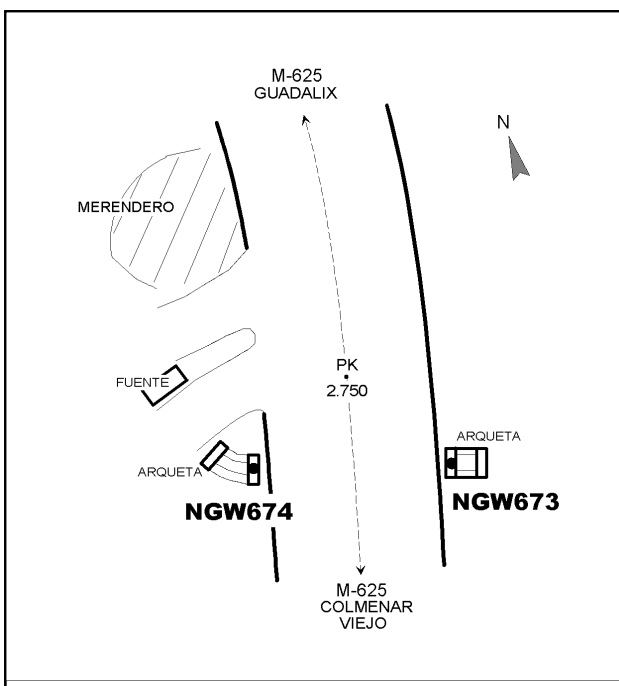 M-625
GUADALIX
N
MERENDERO
PK
2.750
FUENTE
ARQUETA
ARQUETA
NGW674
NGW673
M-625
COLMENAR
VIEJO